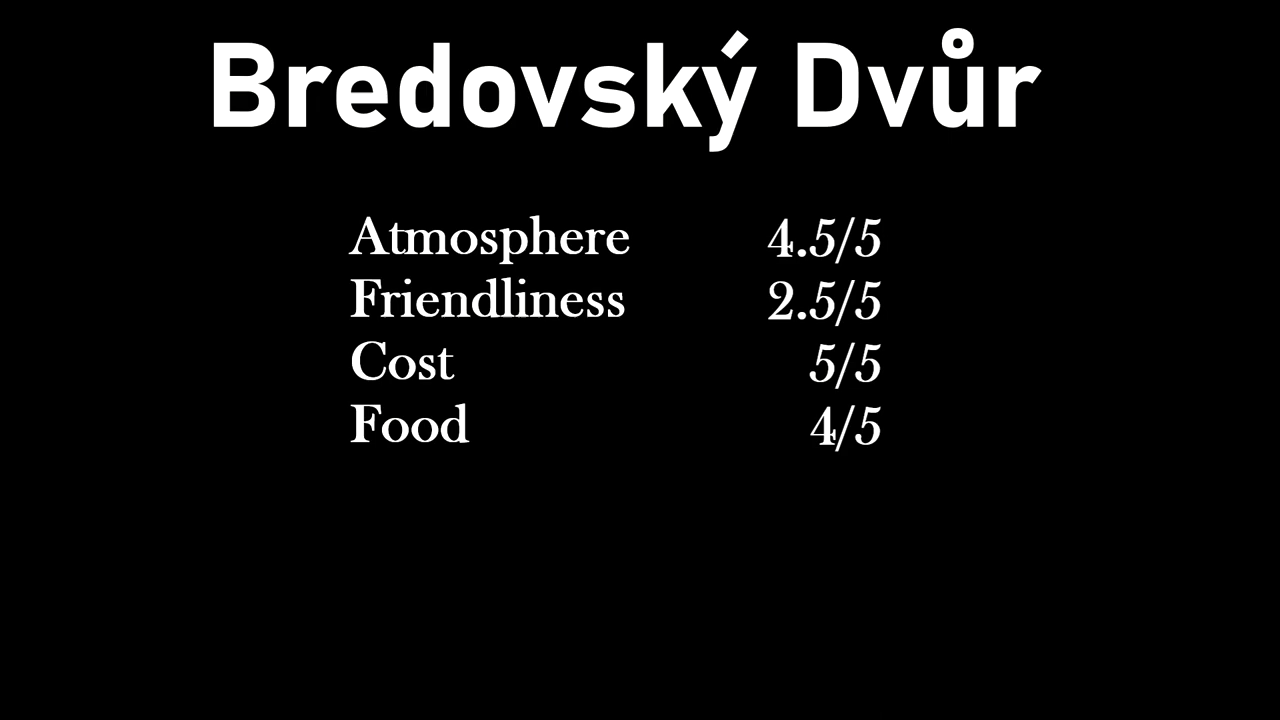 Bredovský Dvůr
Atmosphere 4.5/5
Friendliness 2.5/5
Cost 5/5
Food 4/5